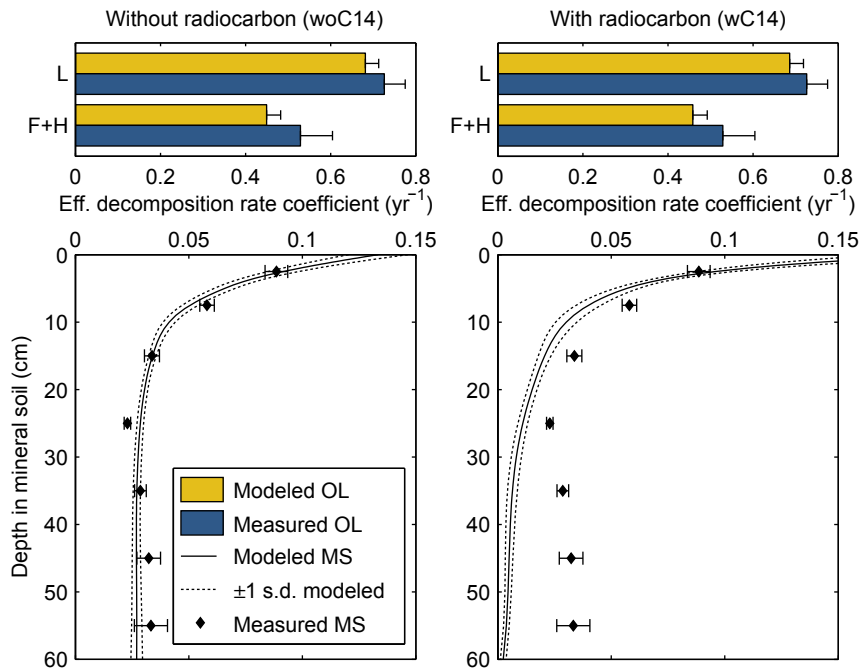 Without radiocarbon (woC14)
With radiocarbon (wC14)
L
F+H
0 0.2 0.4 0.6 0.8
Eff. decomposition rate coefficient (yr⁻¹)
0 0.05 0.1 0.15
L
F+H
0 0.2 0.4 0.6 0.8
Eff. decomposition rate coefficient (yr⁻¹)
0 0.05 0.1 0.15
Depth in mineral soil (cm)
0
10
20
30
40
50
60
Modeled OL
Measured OL
Modeled MS
±1 s.d. modeled
Measured MS
0
10
20
30
40
50
60